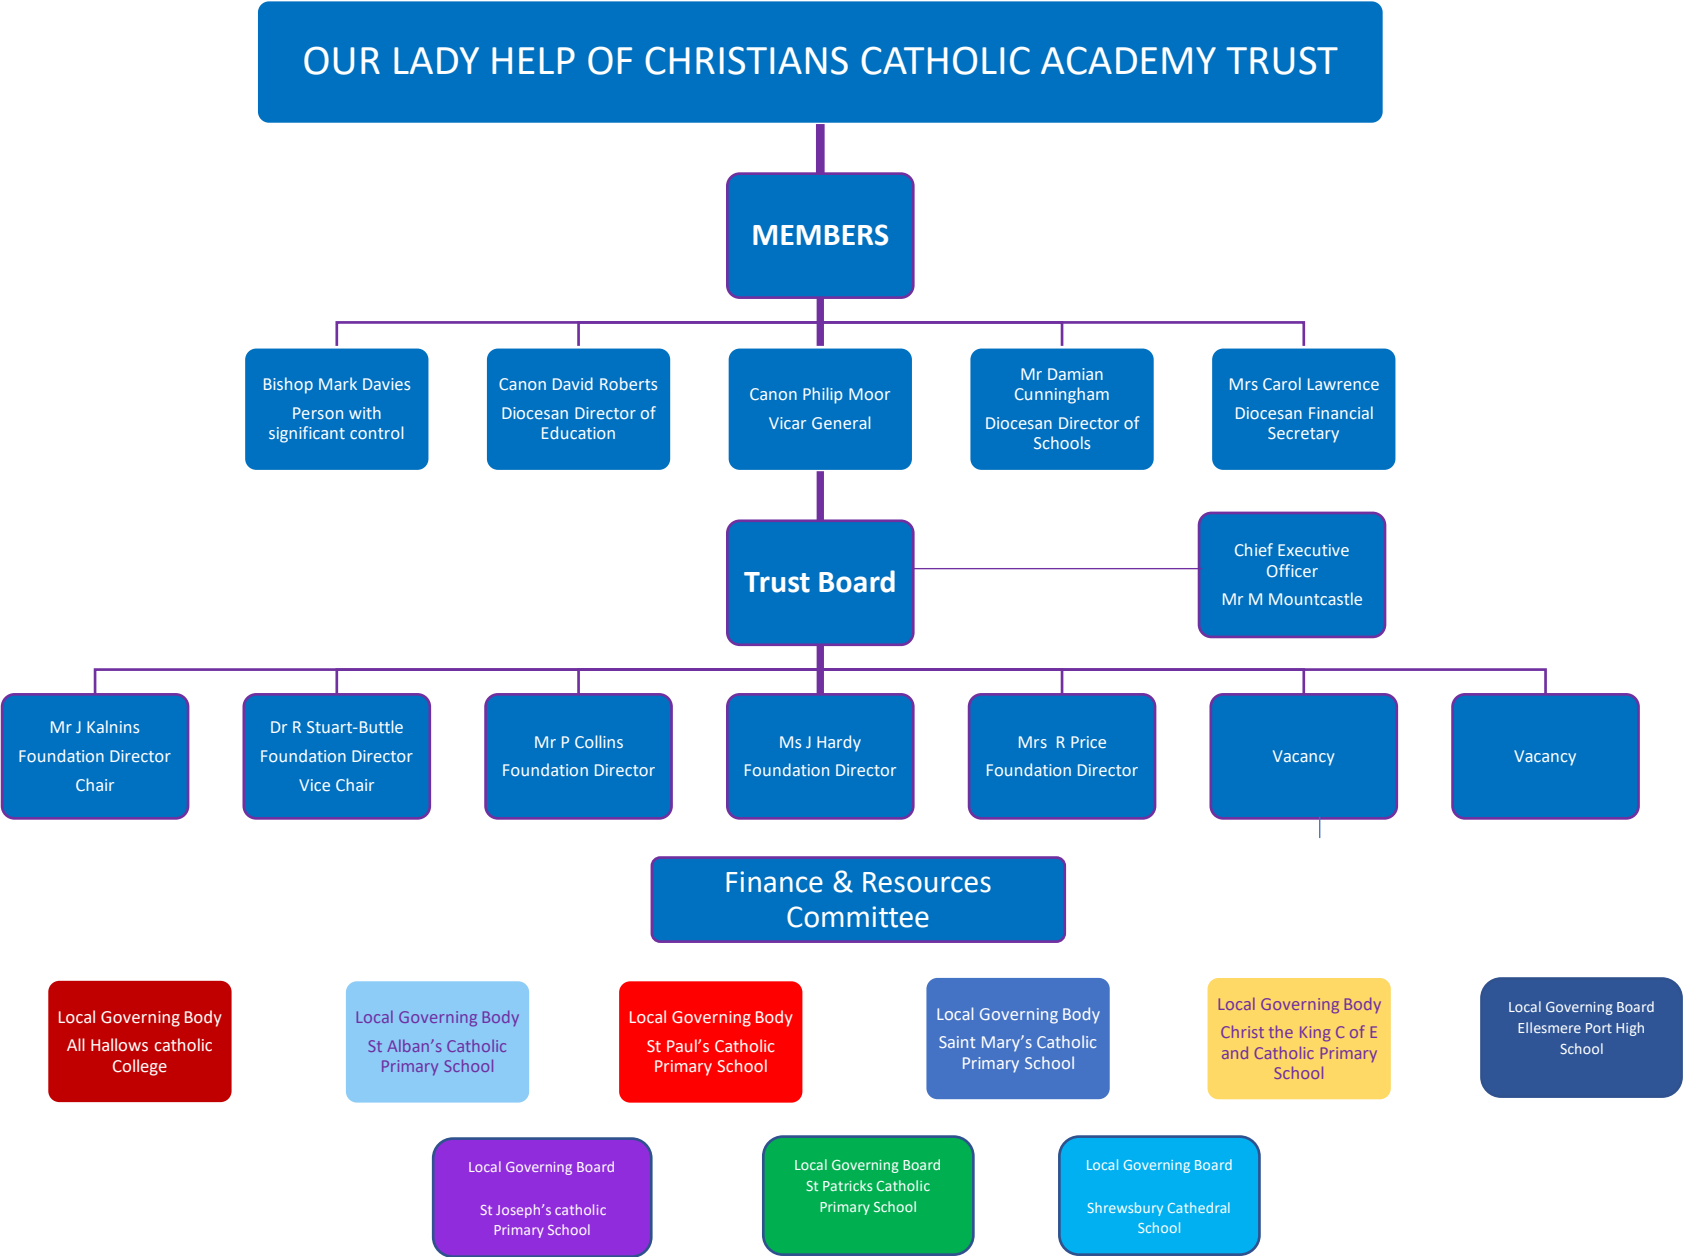 OUR LADY HELP OF CHRISTIANS CATHOLIC ACADEMY TRUST
MEMBERS
Bishop Mark Davies
Person with
significant control
Canon David Roberts
Diocesan Director of
Education
Canon Philip Moor
Vicar General
Mr Damian
Cunningham
Diocesan Director of
Schools
Mrs Carol Lawrence
Diocesan Financial
Secretary
Trust Board
Chief Executive
Officer
Mr M Mountcastle
Mr J Kalnins
Foundation Director
Chair
Dr R Stuart-Buttle
Foundation Director
Vice Chair
Mr P Collins
Foundation Director
Ms J Hardy
Foundation Director
Mrs  R Price
Foundation Director
Vacancy
Vacancy
Finance & Resources
Committee
Local Governing Body
All Hallows catholic
College
Local Governing Body
St Alban’s Catholic
Primary School
Local Governing Body
St Paul’s Catholic
Primary School
Local Governing Body
Saint Mary’s Catholic
Primary School
Local Governing Body
Christ the King C of E
and Catholic Primary
School
Local Governing Board
Ellesmere Port High
School
Local Governing Board
St Joseph’s catholic
Primary School
Local Governing Board
St Patricks Catholic
Primary School
Local Governing Board
Shrewsbury Cathedral
School